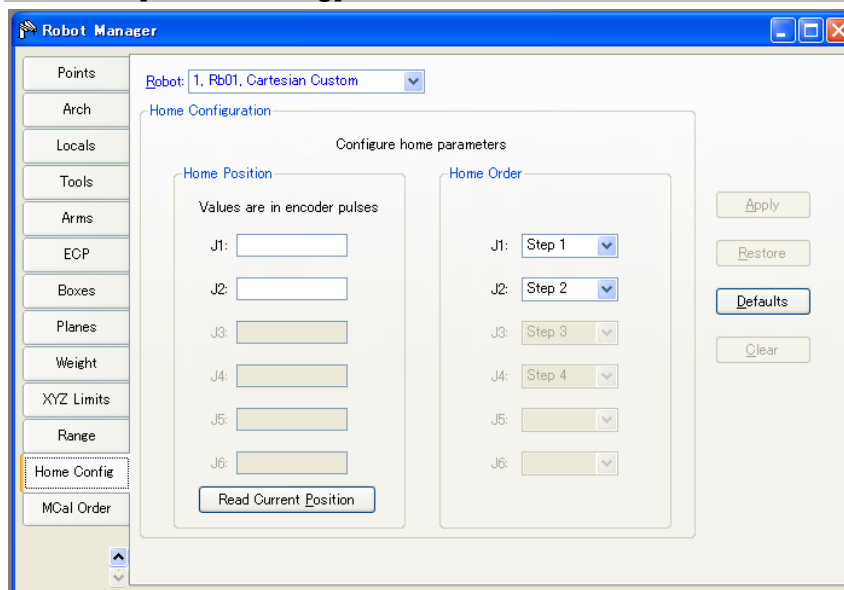 Robot Manager
Points
Arch
Locals
Tools
Arms
ECP
Boxes
Planes
Weight
XYZ Limits
Range
Home Config
MCal Order
Robot: 1, Rb01, Cartesian Custom
Home Configuration
Configure home parameters
Home Position
Values are in encoder pulses
J1:
J2:
J3:
J4:
J5:
J6:
Read Current Position
Home Order
J1: Step 1
J2: Step 2
J3: Step 3
J4: Step 4
J5:
J6:
Apply
Restore
Defaults
Clear